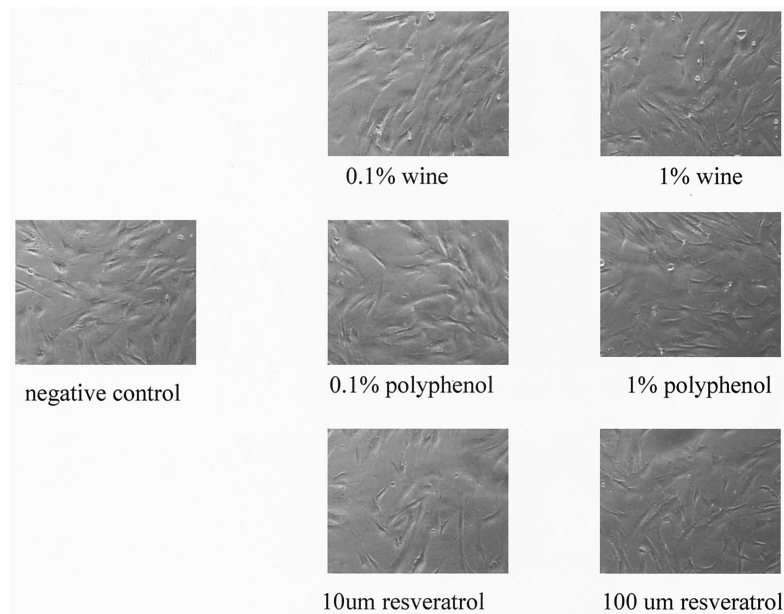 0.1% wine
1% wine
negative control
0.1% polyphenol
1% polyphenol
10um resveratrol
100 um resveratrol